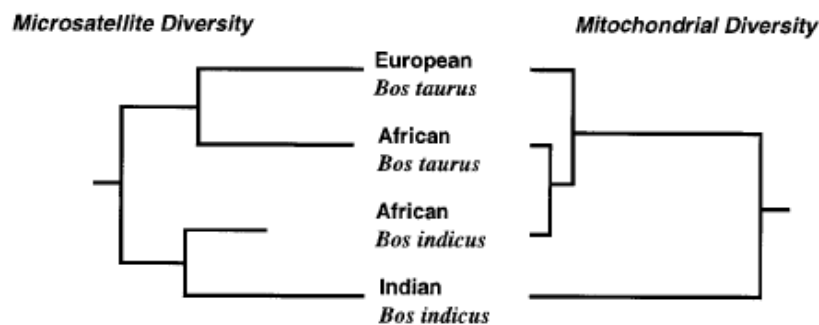 Microsatellite Diversity
Mitochondrial Diversity
European
Bos taurus
African
Bos taurus
African
Bos indicus
Indian
Bos indicus